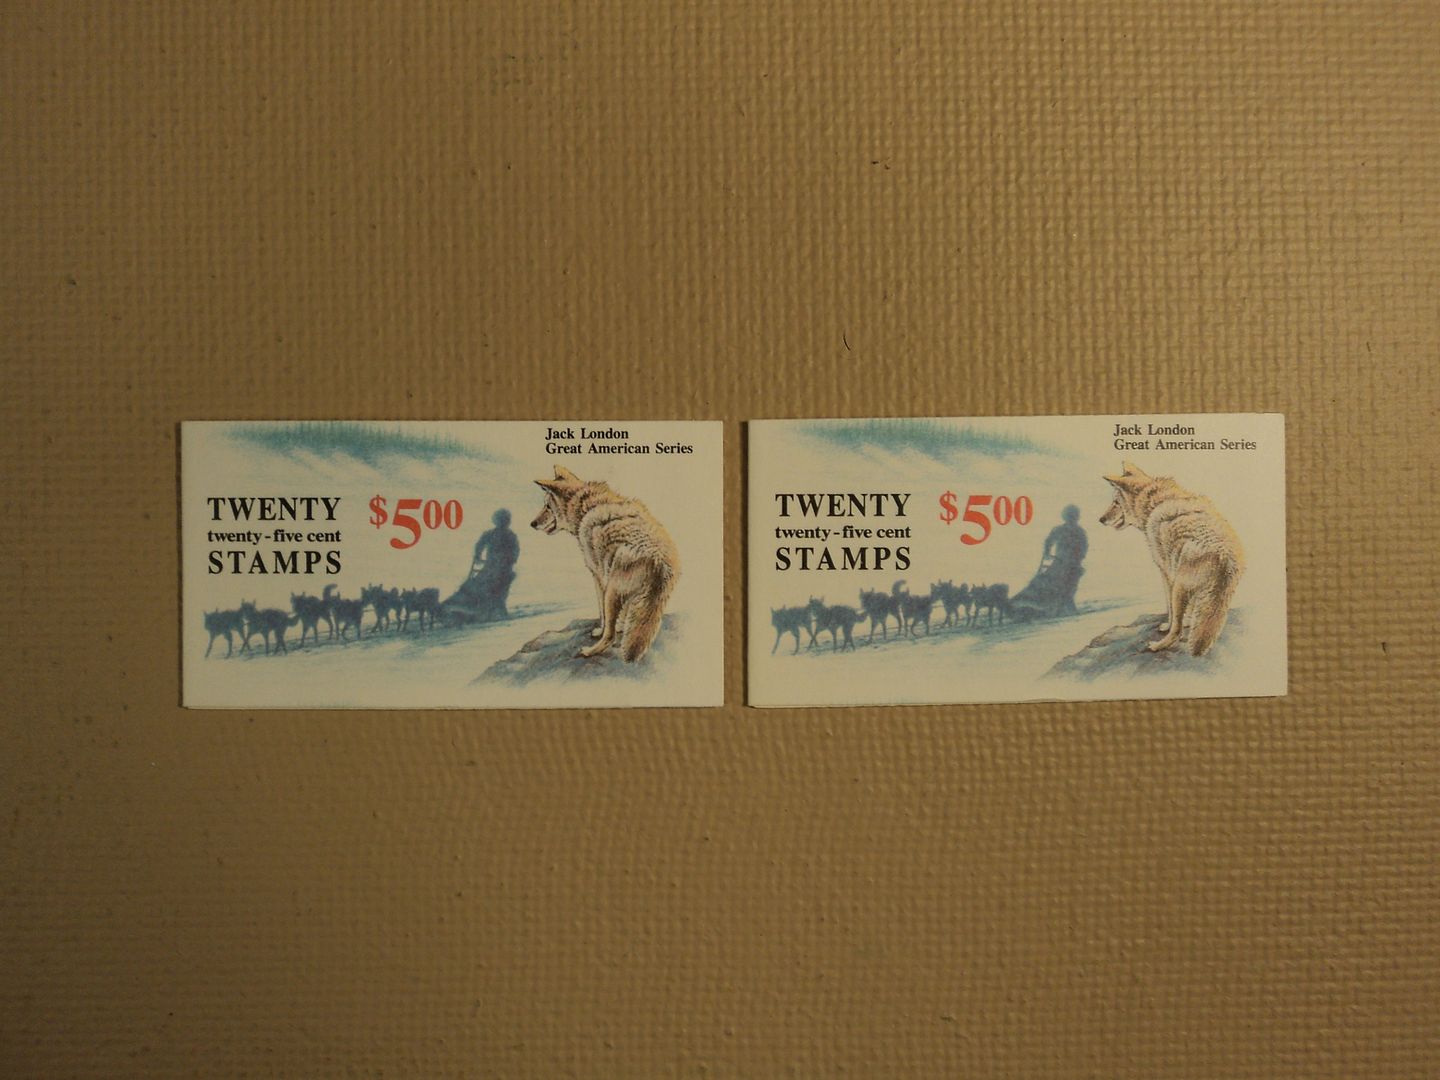 Jack London
Great American Series
TWENTY
twenty-five cent
STAMPS
$5.00
Jack London
Great American Series
TWENTY
twenty-five cent
STAMPS
$5.00